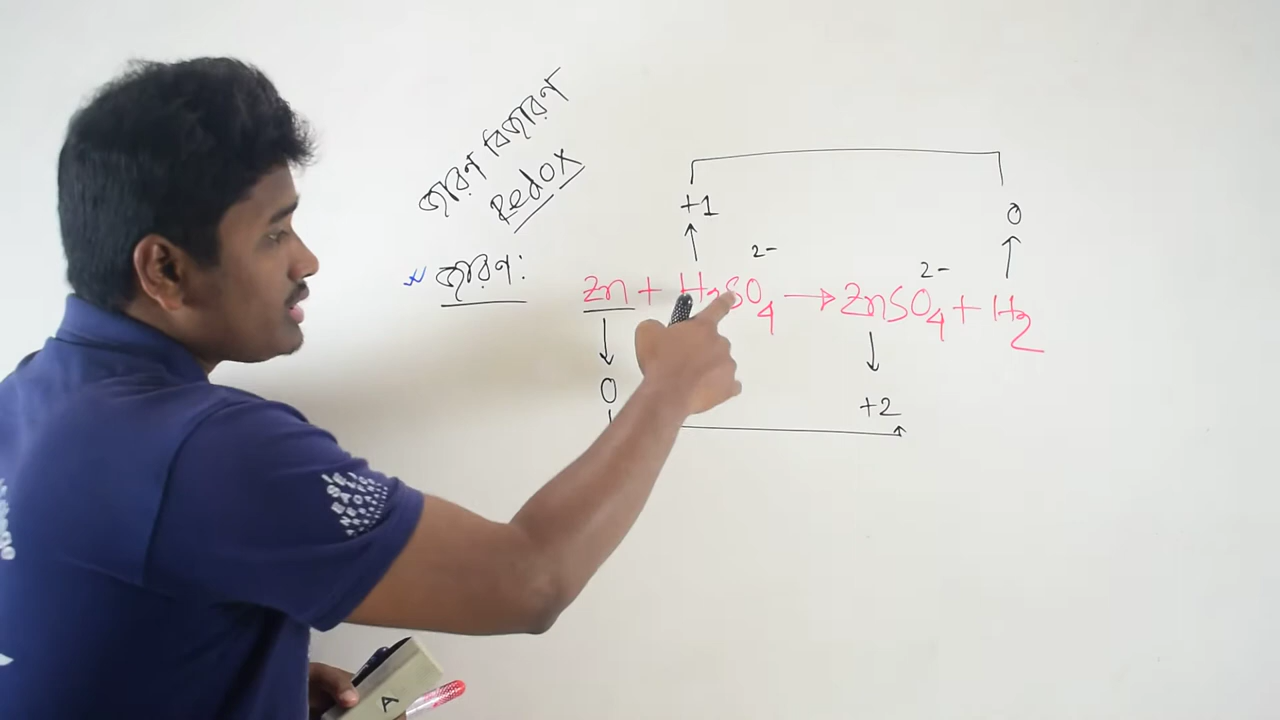 জারণ বিজারণ
Redox
জারণ:
+1 0
2- 2-
Zn + H2SO4 → ZnSO4 + H2
0 +2
A